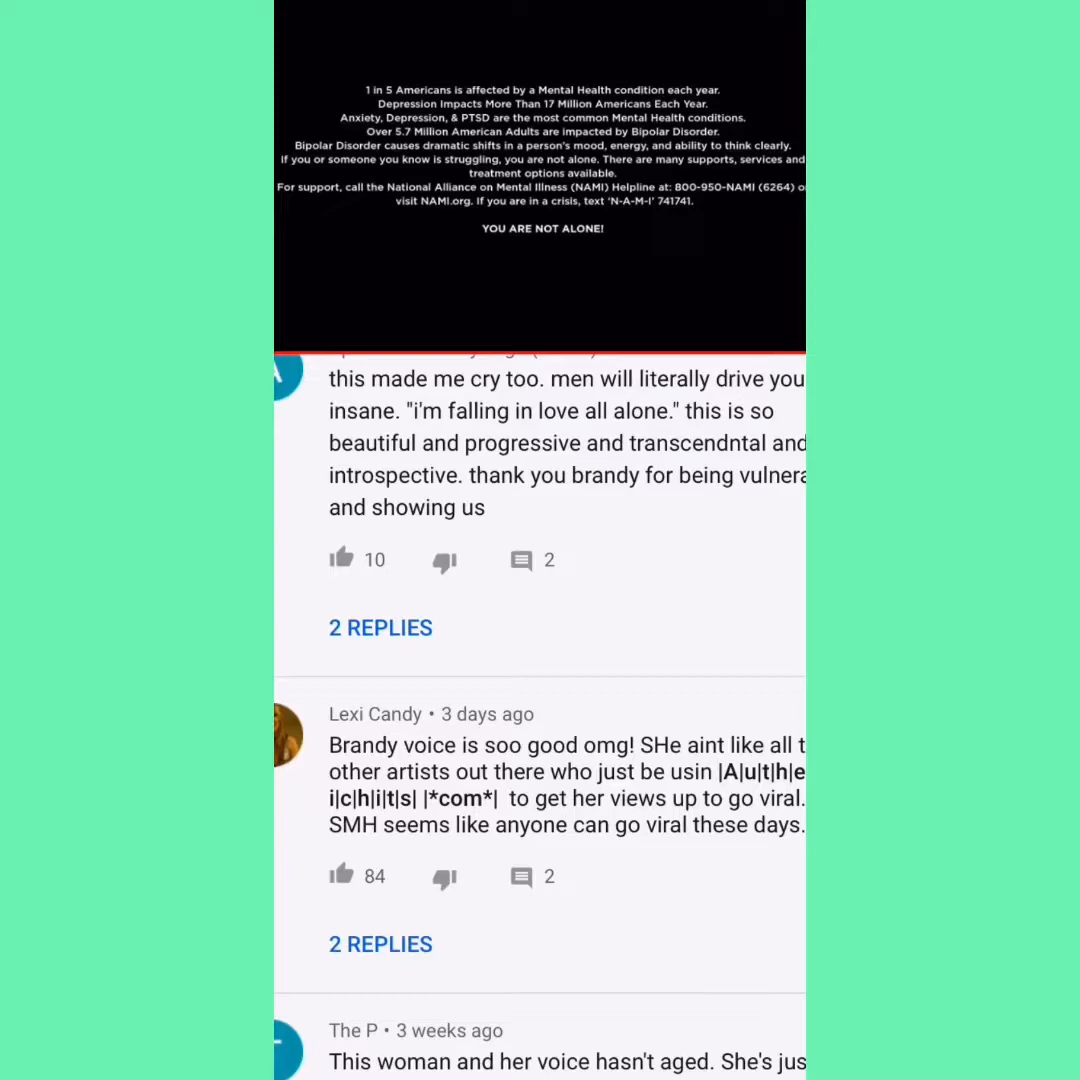 1 in 5 Americans is affected by a Mental Health condition each year.
Depression Impacts More Than 17 Million Americans Each Year.
Anxiety, Depression, & PTSD are the most common Mental Health conditions.
Over 5.7 Million American Adults are impacted by Bipolar Disorder.
Bipolar Disorder causes dramatic shifts in a person's mood, energy, and ability to think clearly.
If you or someone you know is struggling, you are not alone. There are many supports, services and
treatment options available.
For support, call the National Alliance on Mental Illness (NAMI) Helpline at: 800-950-NAMI (6264) o
visit NAMI.org. If you are in a crisis, text 'N-A-M-I' 741741.
YOU ARE NOT ALONE!
this made me cry too. men will literally drive you
insane. "i'm falling in love all alone." this is so
beautiful and progressive and transcendntal and
introspective. thank you brandy for being vulnera
and showing us
10 2
2 REPLIES
Lexi Candy • 3 days ago
Brandy voice is soo good omg! SHe aint like all t
other artists out there who just be usin |A|u|t|h|e
i|c|h|i|t|s| |*com*| to get her views up to go viral.
SMH seems like anyone can go viral these days.
84 2
2 REPLIES
The P • 3 weeks ago
This woman and her voice hasn't aged. She's jus